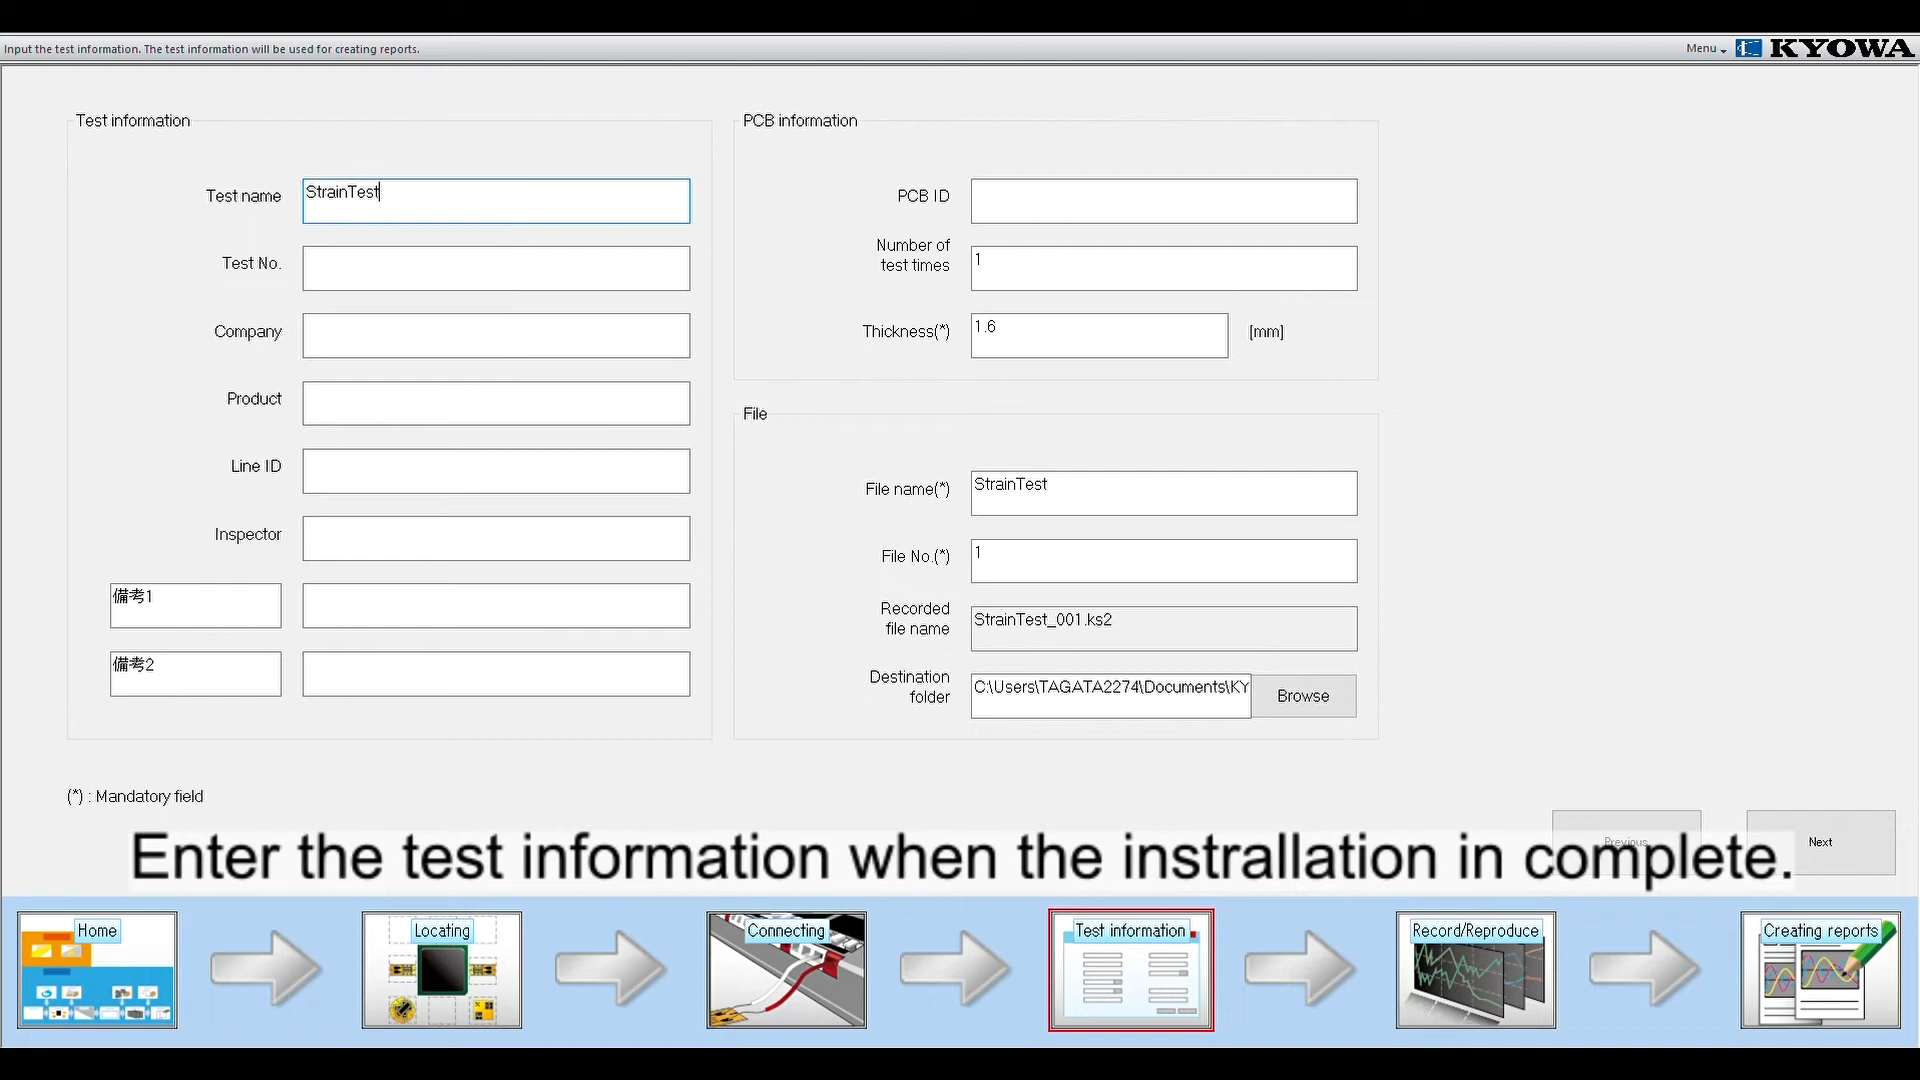 Input the test information. The test information will be used for creating reports.
Menu
KYOWA
Test information
Test name
StrainTest
Test No.
Company
Product
Line ID
Inspector
備考1
備考2
PCB information
PCB ID
Number of
test times
1
Thickness(*)
1.6
[mm]
File
File name(*)
StrainTest
File No.(*)
1
Recorded
file name
StrainTest_001.ks2
Destination
folder
C:\Users\TAGATA2274\Documents\KY
Browse
(*) : Mandatory field
Previous
Next
Enter the test information when the instrallation in complete.
Home
Locating
Connecting
Test information
Record/Reproduce
Creating reports